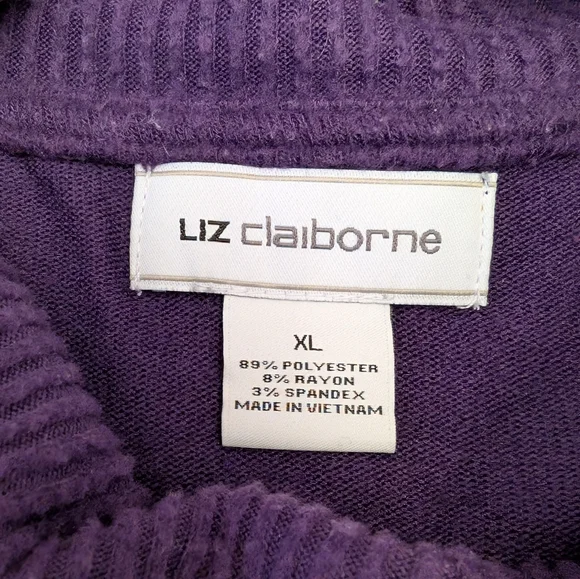 LIZ claiborne
XL
89% POLYESTER
8% RAYON
3% SPANDEX
MADE IN VIETNAM